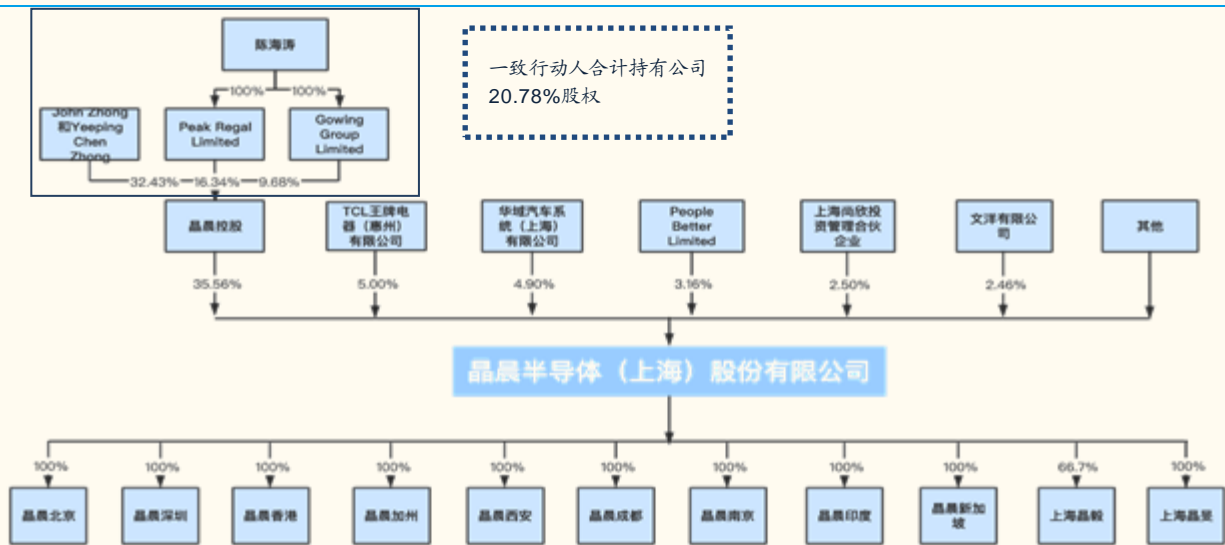 陈海涛
一致行动人合计持有公司
20.78%股权
100%
100%
John Zhong
和Yeeping
Chen
Zhong
Peak Regal
Limited
Gowing
Group
Limited
32.43%
16.34%
9.68%
晶晨控股
TCL王牌电
器（惠州）
有限公司
华域汽车系
统（上海）
有限公司
People
Better
Limited
上海尚欣投
资管理合伙
企业
文洋有限公
司
其他
35.56%
5.00%
4.90%
3.16%
2.50%
2.46%
晶晨半导体（上海）股份有限公司
100%
100%
100%
100%
100%
100%
100%
100%
100%
66.7%
100%
晶晨北京
晶晨深圳
晶晨香港
晶晨加州
晶晨西安
晶晨成都
晶晨南京
晶晨印度
晶晨新加
坡
上海晶毅
上海晶旻